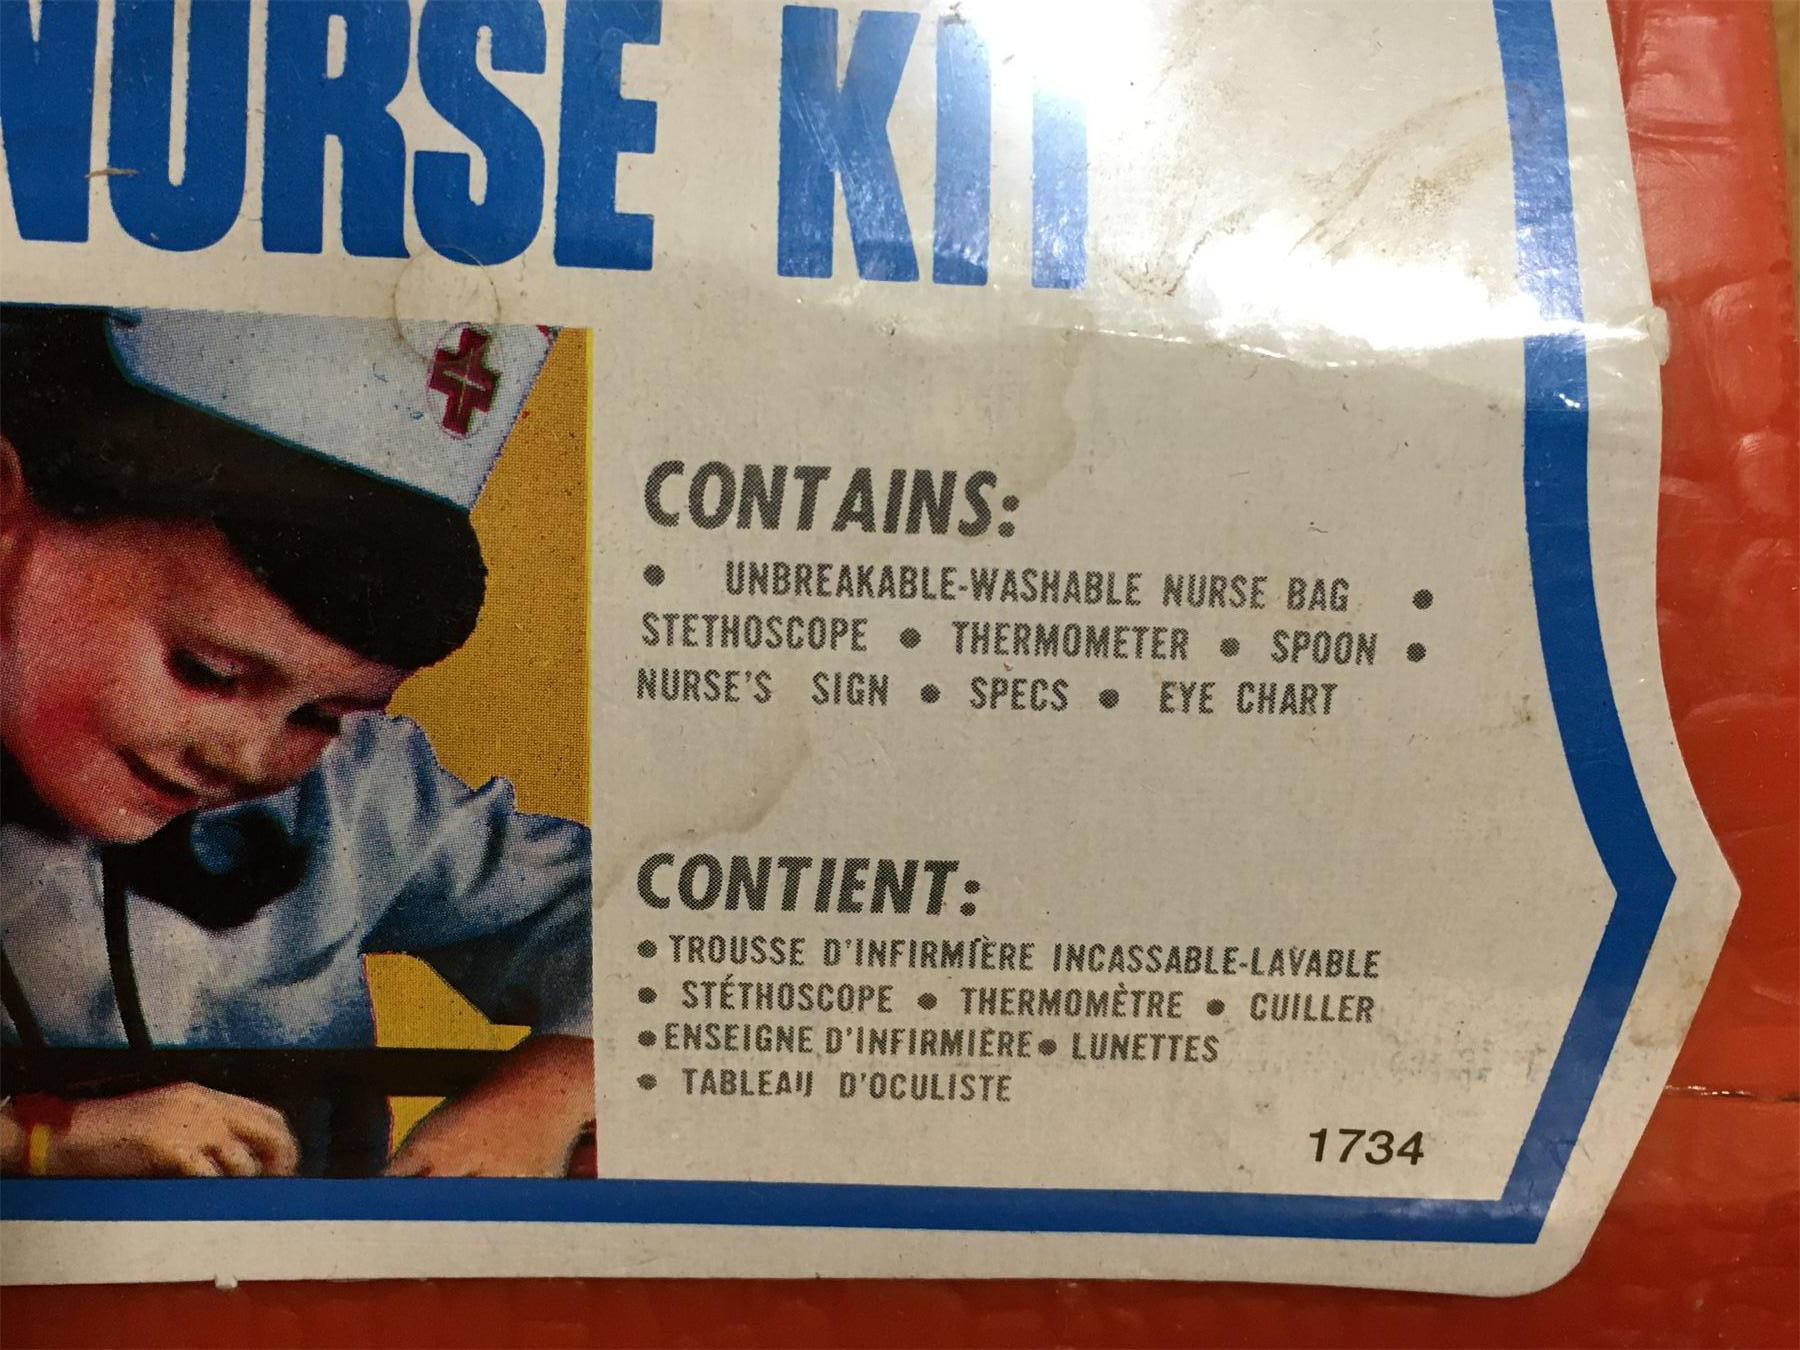 NURSE KIT
CONTAINS:
• UNBREAKABLE-WASHABLE NURSE BAG •
STETHOSCOPE • THERMOMETER • SPOON •
NURSE'S SIGN • SPECS • EYE CHART
CONTIENT:
• TROUSSE D'INFIRMIÈRE INCASSABLE-LAVABLE
• STÉTHOSCOPE • THERMOMÈTRE • CUILLER
• ENSEIGNE D'INFIRMIÈRE • LUNETTES
• TABLEAU D'OCULISTE
1734